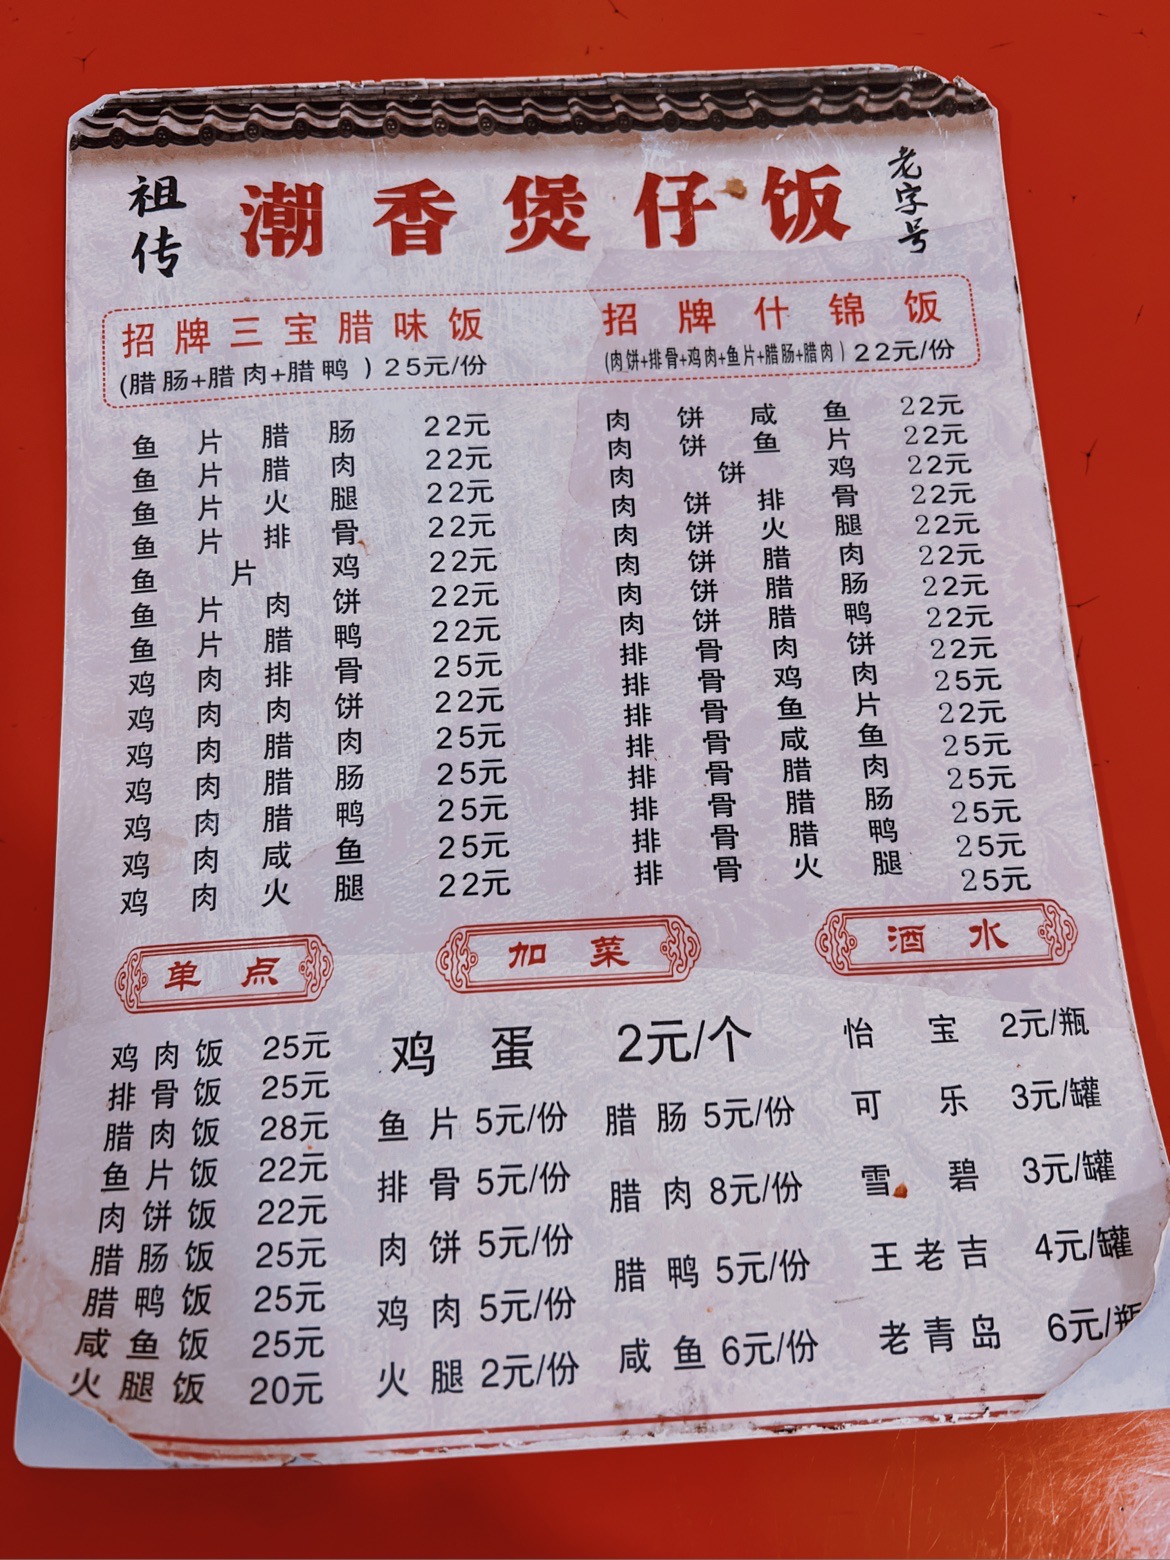 祖传
潮香煲仔饭
老字号
招牌三宝腊味饭
(腊肠+腊肉+腊鸭)25元/份
招牌什锦饭
(肉饼+排骨+鸡肉+鱼片+腊肠+腊肉)22元/份
鱼片腊肠 22元
鱼片腊肉 22元
鱼片火腿 22元
鱼片排骨 22元
鱼片鸡 22元
鱼片肉饼 22元
鱼片腊鸭 22元
鸡肉排骨 25元
鸡肉肉饼 22元
鸡肉腊肉 25元
鸡肉腊肠 25元
鸡肉腊鸭 25元
鸡肉咸鱼 25元
鸡肉火腿 22元
肉饼咸鱼 22元
肉饼鱼片 22元
肉饼鸡 22元
肉饼排骨 22元
肉饼火腿 22元
肉饼腊肉 22元
肉饼腊肠 22元
肉饼腊鸭 22元
排骨肉饼 22元
排骨鸡肉 25元
排骨鱼片 22元
排骨咸鱼 25元
排骨腊肉 25元
排骨腊肠 25元
排骨腊鸭 25元
排骨火腿 25元
单点
鸡肉饭 25元
排骨饭 25元
腊肉饭 28元
鱼片饭 22元
肉饼饭 22元
腊肠饭 25元
腊鸭饭 25元
咸鱼饭 25元
火腿饭 20元
加菜
鸡蛋 2元/个
鱼片 5元/份 腊肠 5元/份
排骨 5元/份 腊肉 8元/份
肉饼 5元/份 腊鸭 5元/份
鸡肉 5元/份 咸鱼 6元/份
火腿 2元/份
酒水
怡宝 2元/瓶
可乐 3元/罐
雪碧 3元/罐
王老吉 4元/罐
老青岛 6元/瓶